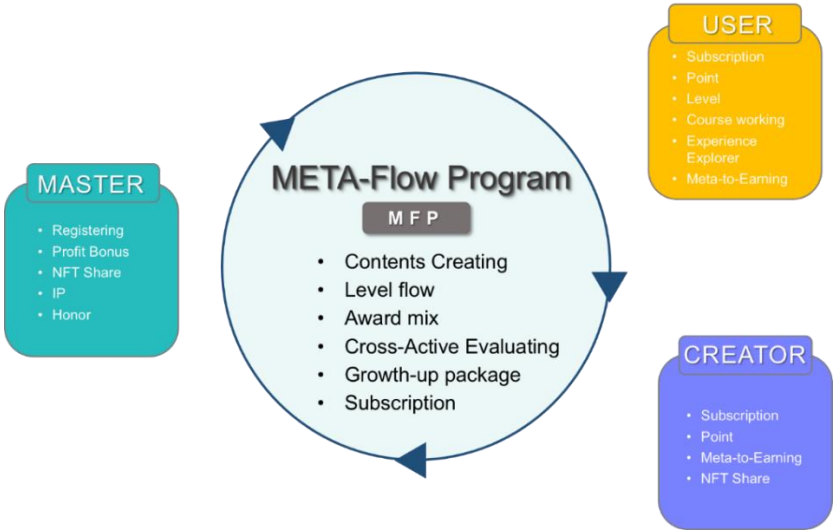 META-Flow Program
MFP
• Contents Creating
• Level flow
• Award mix
• Cross-Active Evaluating
• Growth-up package
• Subscription
MASTER
• Registering
• Profit Bonus
• NFT Share
• IP
• Honor
USER
• Subscription
• Point
• Level
• Course working
• Experience
Explorer
• Meta-to-Earning
CREATOR
• Subscription
• Point
• Meta-to-Earning
• NFT Share